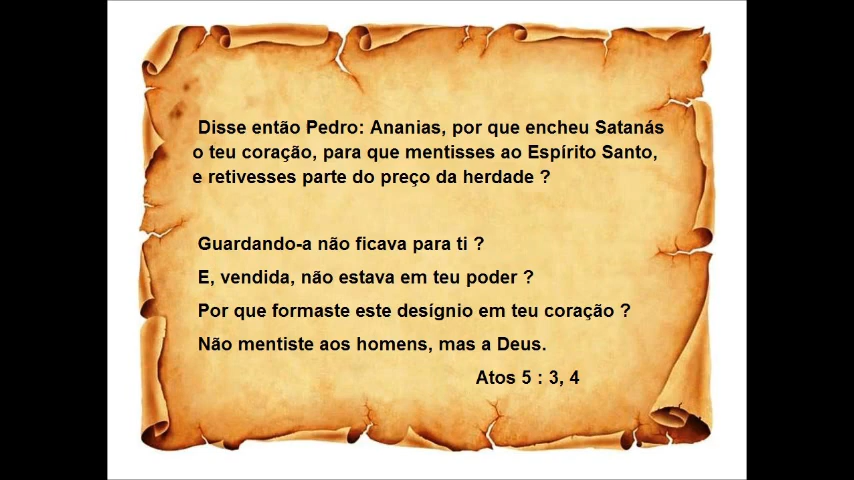 Disse então Pedro: Ananias, por que encheu Satanás
o teu coração, para que mentisses ao Espírito Santo,
e retivesses parte do preço da herdade ?
Guardando-a não ficava para ti ?
E, vendida, não estava em teu poder ?
Por que formaste este desígnio em teu coração ?
Não mentiste aos homens, mas a Deus.
Atos 5 : 3, 4